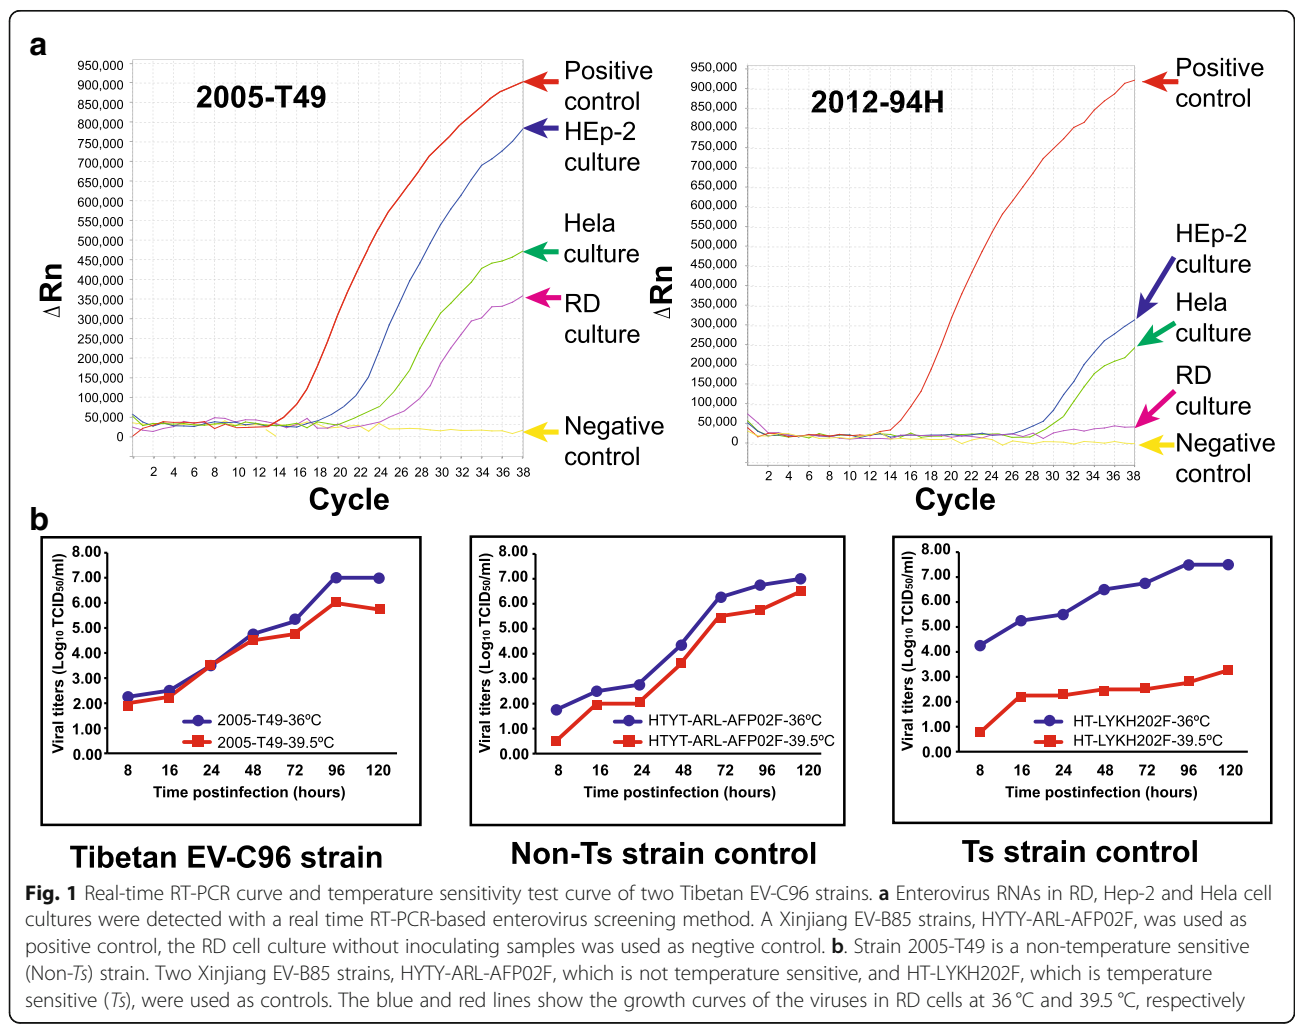 a
950,000
900,000
850,000
800,000
750,000
700,000
650,000
600,000
550,000
500,000
450,000
400,000
350,000
300,000
250,000
200,000
150,000
100,000
50,000
0
ΔRn
2005-T49
2 4 6 8 10 12 14 16 18 20 22 24 26 28 30 32 34 36 38
Cycle
Positive
control
HEp-2
culture
Hela
culture
RD
culture
Negative
control
950,000
900,000
850,000
800,000
750,000
700,000
650,000
600,000
550,000
500,000
450,000
400,000
350,000
300,000
250,000
200,000
150,000
100,000
50,000
0
ΔRn
2012-94H
2 4 6 8 10 12 14 16 18 20 22 24 26 28 30 32 34 36 38
Cycle
Positive
control
HEp-2
culture
Hela
culture
RD
culture
Negative
control
b
Viral titers (Log10 TCID50/ml)
8.00
7.00
6.00
5.00
4.00
3.00
2.00
1.00
0.00
2005-T49-36ºC
2005-T49-39.5ºC
8 16 24 48 72 96 120
Time postinfection (hours)
Tibetan EV-C96 strain
Viral titers (Log10 TCID50/ml)
8.00
7.00
6.00
5.00
4.00
3.00
2.00
1.00
0.00
HTYT-ARL-AFP02F-36ºC
HTYT-ARL-AFP02F-39.5ºC
8 16 24 48 72 96 120
Time postinfection (hours)
Non-Ts strain control
Viral titers (Log10 TCID50/ml)
8.00
7.00
6.00
5.00
4.00
3.00
2.00
1.00
0.00
HT-LYKH202F-36ºC
HT-LYKH202F-39.5ºC
8 16 24 48 72 96 120
Time postinfection (hours)
Ts strain control
Fig. 1 Real-time RT-PCR curve and temperature sensitivity test curve of two Tibetan EV-C96 strains. a Enterovirus RNAs in RD, Hep-2 and Hela cell
cultures were detected with a real time RT-PCR-based enterovirus screening method. A Xinjiang EV-B85 strains, HYTY-ARL-AFP02F, was used as
positive control, the RD cell culture without inoculating samples was used as negtive control. b. Strain 2005-T49 is a non-temperature sensitive
(Non-Ts) strain. Two Xinjiang EV-B85 strains, HYTY-ARL-AFP02F, which is not temperature sensitive, and HT-LYKH202F, which is temperature
sensitive (Ts), were used as controls. The blue and red lines show the growth curves of the viruses in RD cells at 36 °C and 39.5 °C, respectively